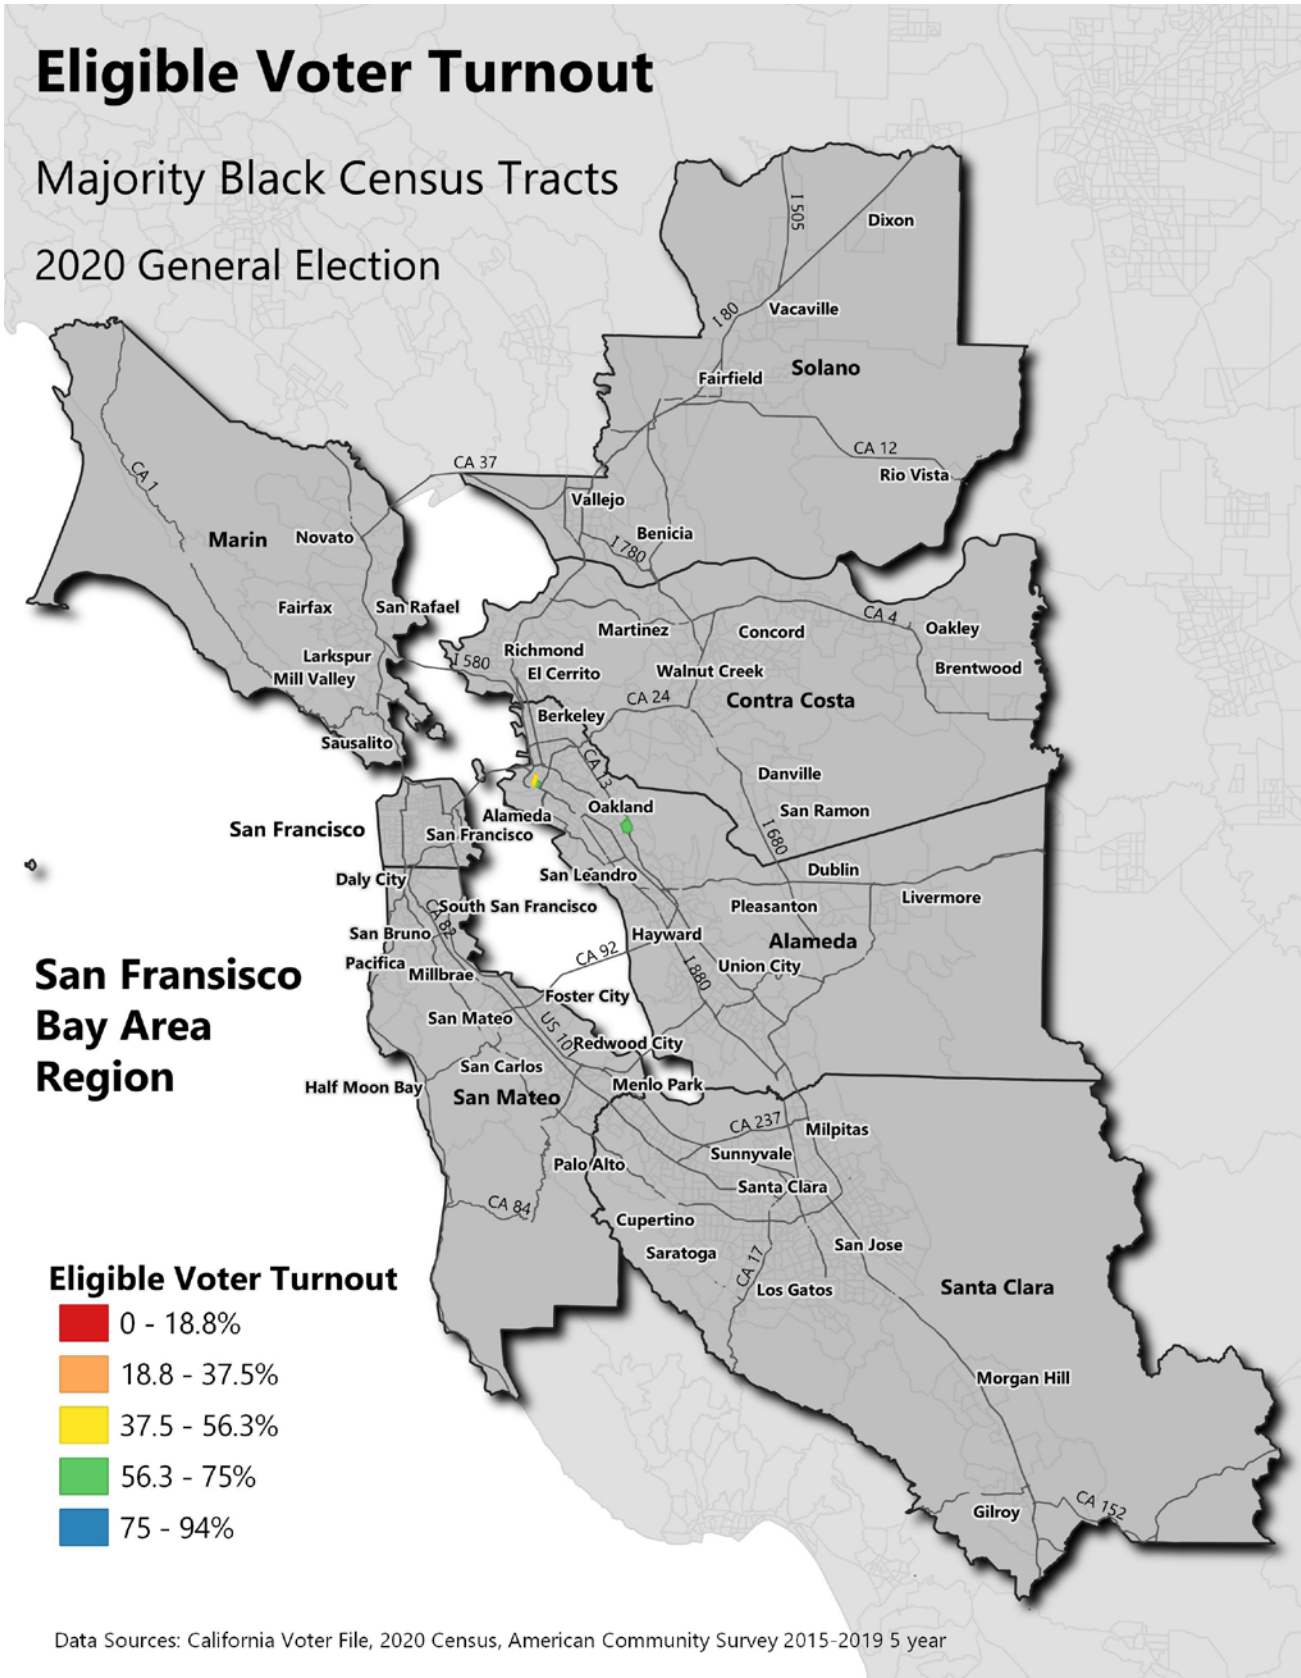 Eligible Voter Turnout
Majority Black Census Tracts
2020 General Election
I 505
Dixon
I 80
Vacaville
Solano
Fairfield
CA 12
Rio Vista
CA 37
CA 1
Vallejo
Marin
Novato
Benicia
I 780
Fairfax
San Rafael
Martinez
Concord
CA 4
Oakley
Larkspur
Richmond
I 580
El Cerrito
Walnut Creek
Brentwood
Mill Valley
CA 24
Contra Costa
Berkeley
Sausalito
CA 13
Danville
Oakland
San Ramon
Alameda
San Francisco
San Francisco
I 680
Dublin
Daly City
San Leandro
Livermore
CA 82
South San Francisco
Pleasanton
San Bruno
Hayward
Alameda
CA 92
Pacifica
Millbrae
I 880
Union City
San Fransisco
Bay Area
Region
Foster City
San Mateo
US 101
Redwood City
San Carlos
Half Moon Bay
San Mateo
Menlo Park
CA 237
Milpitas
Sunnyvale
Palo Alto
Santa Clara
CA 84
Cupertino
San Jose
Saratoga
CA 17
Los Gatos
Santa Clara
Morgan Hill
CA 152
Gilroy
Eligible Voter Turnout
0 - 18.8%
18.8 - 37.5%
37.5 - 56.3%
56.3 - 75%
75 - 94%
Data Sources: California Voter File, 2020 Census, American Community Survey 2015-2019 5 year